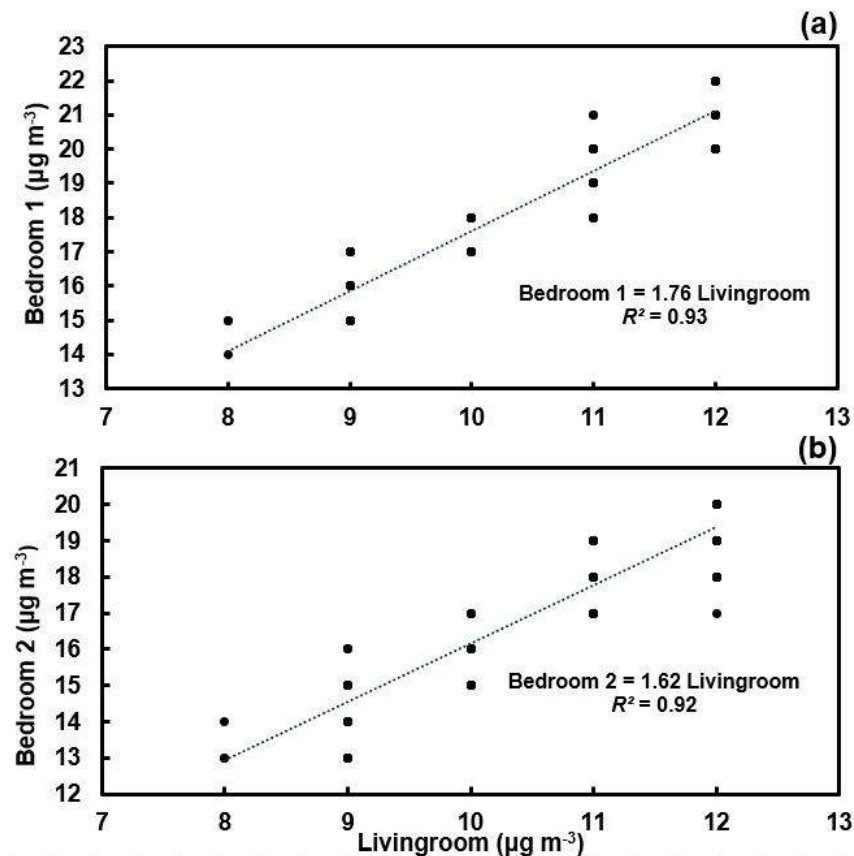 (a)
23
22
21
20
19
18
17
16
15
14
13
Bedroom 1 (µg m⁻³)
Bedroom 1 = 1.76 Livingroom
R² = 0.93
7 8 9 10 11 12 13
(b)
21
20
19
18
17
16
15
14
13
12
Bedroom 2 (µg m⁻³)
Bedroom 2 = 1.62 Livingroom
R² = 0.92
7 8 9 10 11 12 13
Livingroom (µg m⁻³)